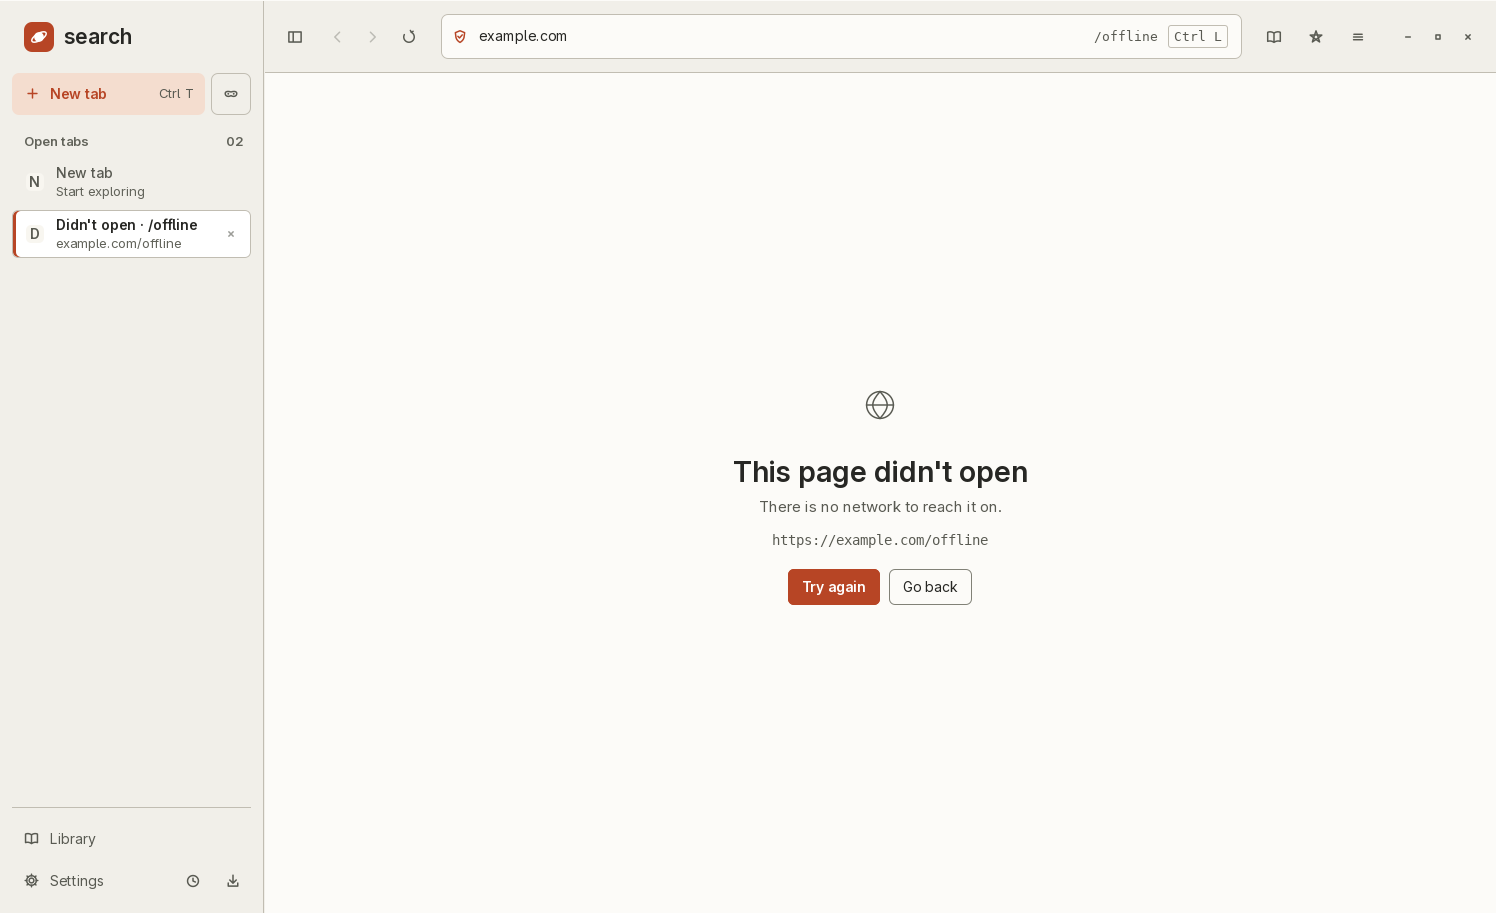 search
New tab Ctrl T
Open tabs 02
N New tab
Start exploring
D Didn't open · /offline
example.com/offline
Library
Settings
example.com /offline Ctrl L
This page didn't open
There is no network to reach it on.
https://example.com/offline
Try again Go back